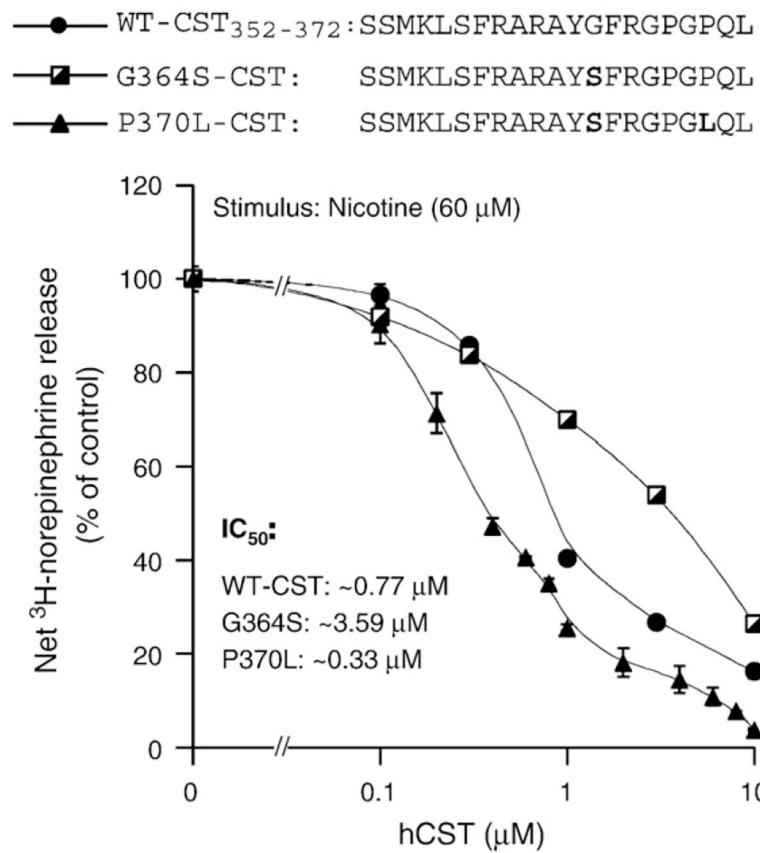 WT-CST352-372:SSMKLSFRARAYGFRGPGPQL
G364S-CST: SSMKLSFRARAYSFRGPGPQL
P370L-CST: SSMKLSFRARAYSFRGPGLQL
Stimulus: Nicotine (60 μM)
Net ³H-norepinephrine release
(% of control)
120
100
80
60
40
20
0
IC50:
WT-CST: ~0.77 μM
G364S: ~3.59 μM
P370L: ~0.33 μM
0 0.1 1 10
hCST (μM)